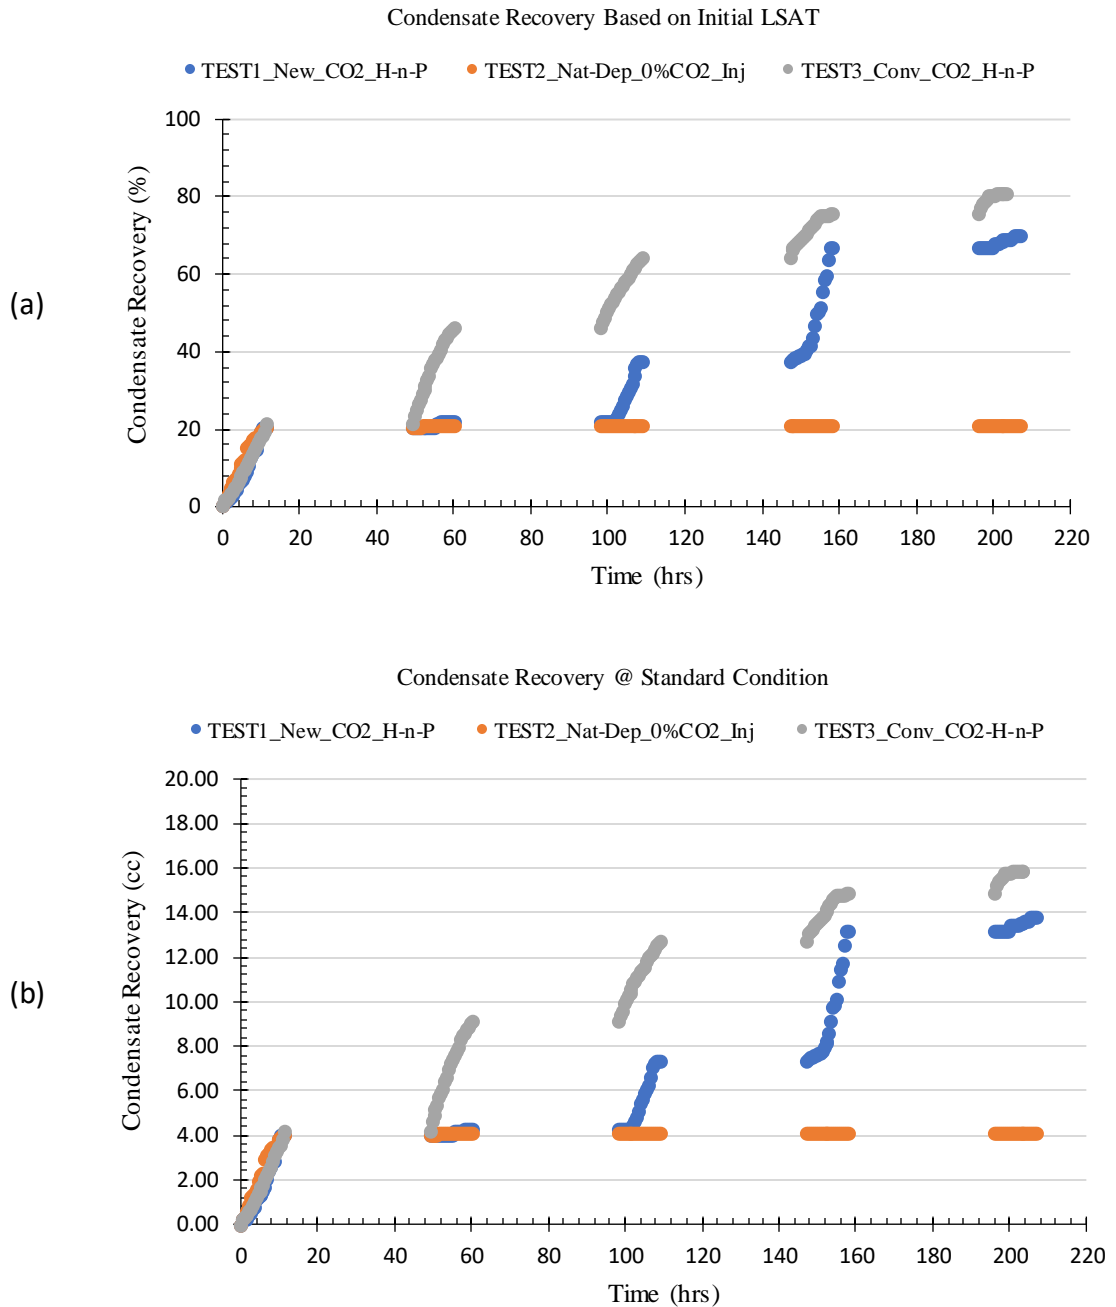 Condensate Recovery Based on Initial LSAT
TEST1_New_CO2_H-n-P TEST2_Nat-Dep_0%CO2_Inj TEST3_Conv_CO2_H-n-P
(a)
Condensate Recovery (%)
100
80
60
40
20
0
0 20 40 60 80 100 120 140 160 180 200 220
Time (hrs)
Condensate Recovery @ Standard Condition
TEST1_New_CO2_H-n-P TEST2_Nat-Dep_0%CO2_Inj TEST3_Conv_CO2-H-n-P
(b)
Condensate Recovery (cc)
20.00
18.00
16.00
14.00
12.00
10.00
8.00
6.00
4.00
2.00
0.00
0 20 40 60 80 100 120 140 160 180 200 220
Time (hrs)